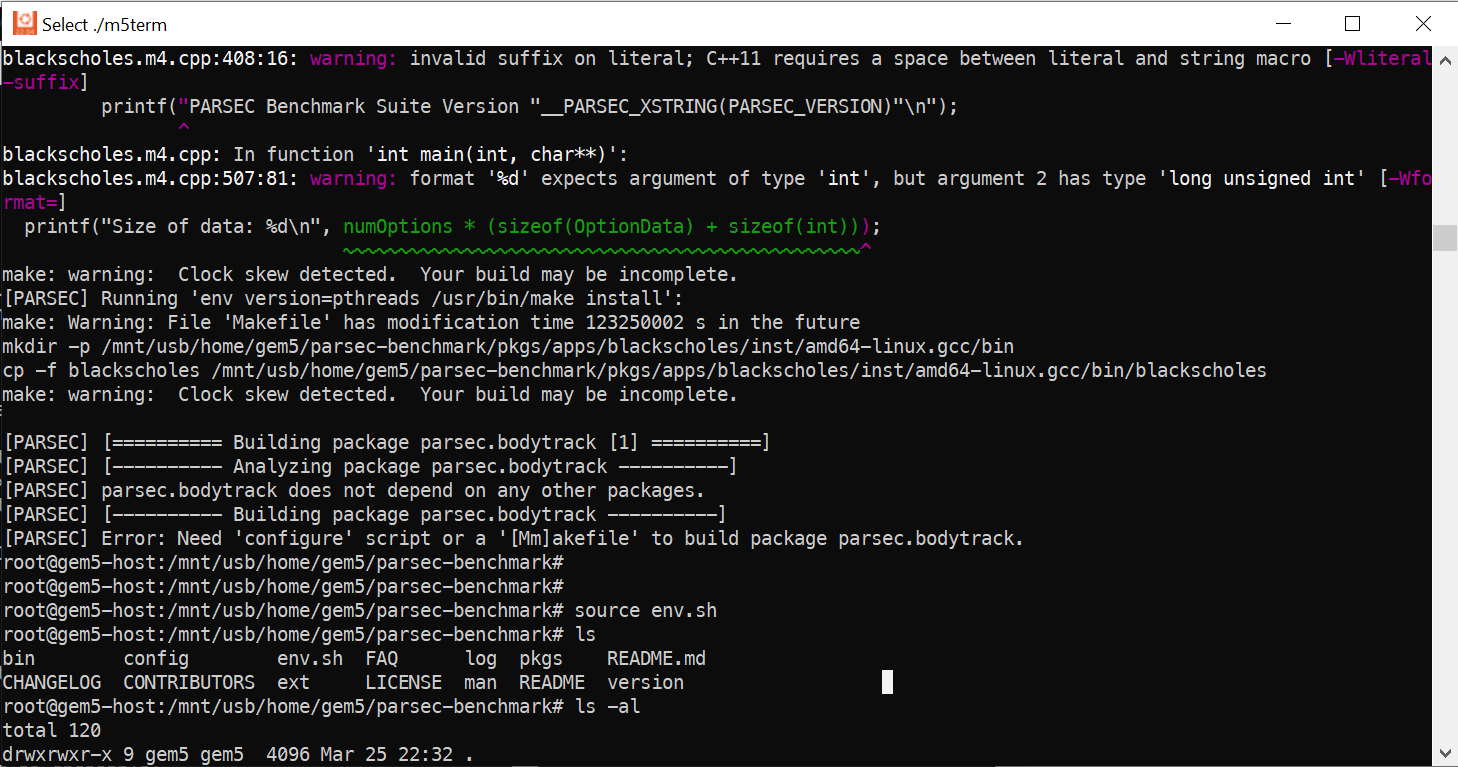 Select ./m5term
blackscholes.m4.cpp:408:16: warning: invalid suffix on literal; C++11 requires a space between literal and string macro [-Wliteral
-suffix]
         printf("PARSEC Benchmark Suite Version "__PARSEC_XSTRING(PARSEC_VERSION)"\n");
                ^
blackscholes.m4.cpp: In function 'int main(int, char**)':
blackscholes.m4.cpp:507:81: warning: format '%d' expects argument of type 'int', but argument 2 has type 'long unsigned int' [-Wfo
rmat=]
  printf("Size of data: %d\n", numOptions * (sizeof(OptionData) + sizeof(int)));
                               ~~~~~~~~~~~~~~~~~~~~~~~~~~~~~~~~~~~~~~~~~~~~~~~^
make: warning:  Clock skew detected.  Your build may be incomplete.
[PARSEC] Running 'env version=pthreads /usr/bin/make install':
make: Warning: File 'Makefile' has modification time 123250002 s in the future
mkdir -p /mnt/usb/home/gem5/parsec-benchmark/pkgs/apps/blackscholes/inst/amd64-linux.gcc/bin
cp -f blackscholes /mnt/usb/home/gem5/parsec-benchmark/pkgs/apps/blackscholes/inst/amd64-linux.gcc/bin/blackscholes
make: warning:  Clock skew detected.  Your build may be incomplete.
[PARSEC] [========== Building package parsec.bodytrack [1] ==========]
[PARSEC] [---------- Analyzing package parsec.bodytrack ----------]
[PARSEC] parsec.bodytrack does not depend on any other packages.
[PARSEC] [---------- Building package parsec.bodytrack ----------]
[PARSEC] Error: Need 'configure' script or a '[Mm]akefile' to build package parsec.bodytrack.
root@gem5-host:/mnt/usb/home/gem5/parsec-benchmark#
root@gem5-host:/mnt/usb/home/gem5/parsec-benchmark#
root@gem5-host:/mnt/usb/home/gem5/parsec-benchmark# source env.sh
root@gem5-host:/mnt/usb/home/gem5/parsec-benchmark# ls
bin        config        env.sh  FAQ      log  pkgs    README.md
CHANGELOG  CONTRIBUTORS  ext     LICENSE  man  README  version
root@gem5-host:/mnt/usb/home/gem5/parsec-benchmark# ls -al
total 120
drwxrwxr-x 9 gem5 gem5  4096 Mar 25 22:32 .